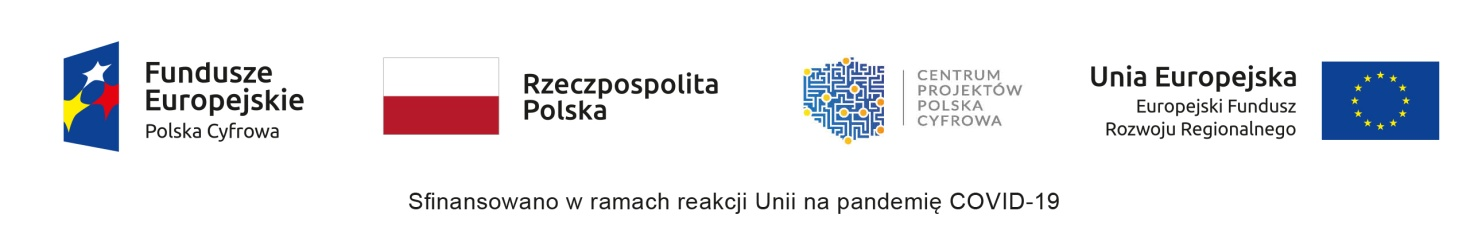 Fundusze
Europejskie
Polska Cyfrowa
Rzeczpospolita
Polska
CENTRUM
PROJEKTÓW
POLSKA
CYFROWA
Unia Europejska
Europejski Fundusz
Rozwoju Regionalnego
Sfinansowano w ramach reakcji Unii na pandemię COVID-19